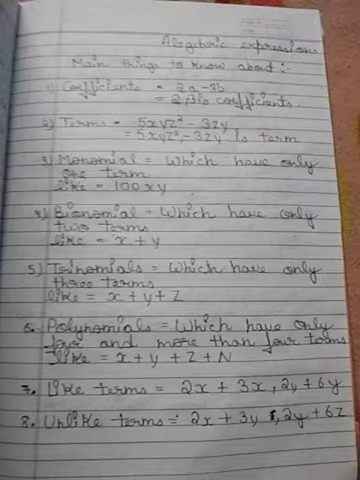 Alagebric expressions
Main things to know about :-
1) Coefficients = 2a-3b
= 2,3 is coefficients.
2) Terms = 5xyz² - 3zy
= 5xyz², -3zy is term
3) Monomial = Which have only
one term
like = 100xy
4) Bionomial = Which have only
two terms
like = x + y
5) Trinomials = Which have only
three terms
like = x + y + z
6. Polynomials = Which have only
four and more than four terms
like = x + y + z + N
7. Like terms = 2x + 3x, 2y + 6y
8. Unlike terms = 2x + 3y, 2y + 6z